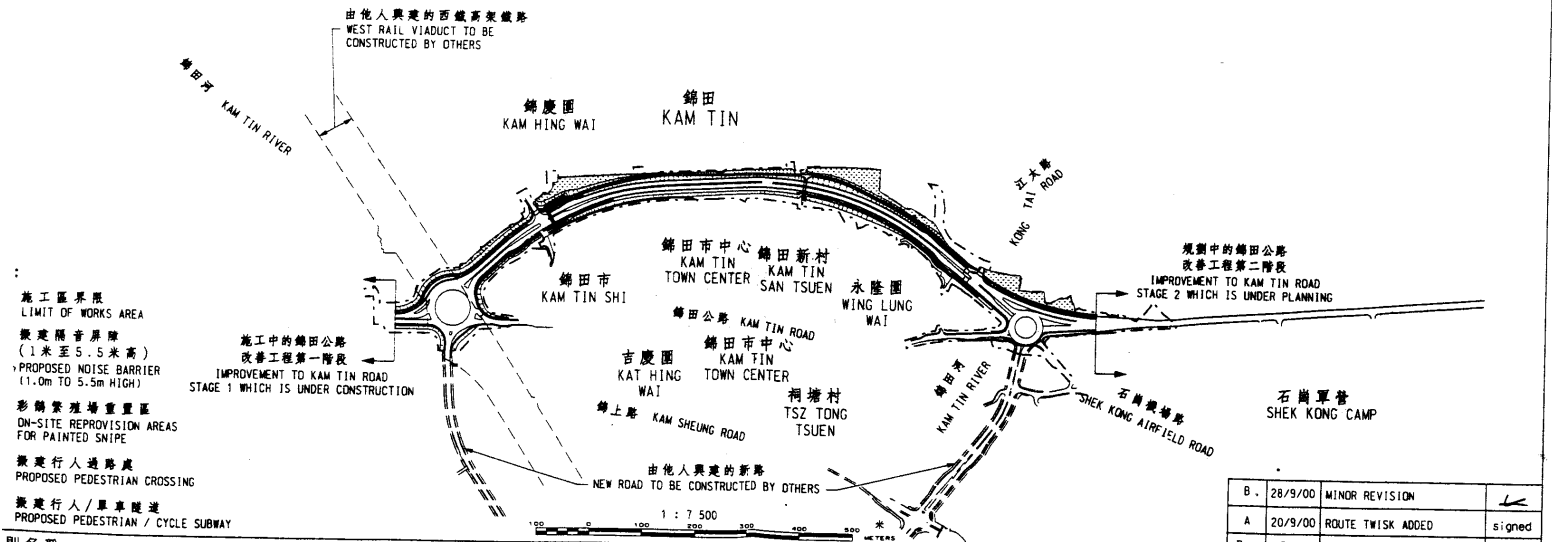 由他人興建的西鐵高架鐵路
WEST RAIL VIADUCT TO BE
CONSTRUCTED BY OTHERS
錦田河 KAM TIN RIVER
錦慶圍
KAM HING WAI
錦田
KAM TIN
江大路
KONG TAI ROAD
規劃中的錦田公路
改善工程第二階段
IMPROVEMENT TO KAM TIN ROAD
STAGE 2 WHICH IS UNDER PLANNING
錦田市
KAM TIN SHI
錦田市中心
KAM TIN
TOWN CENTER
錦田新村
KAM TIN
SAN TSUEN
永隆圍
WING LUNG
WAI
錦田公路 KAM TIN ROAD
:
施工區界限
LIMIT OF WORKS AREA
擬建隔音屏障
(1米至5.5米高)
PROPOSED NOISE BARRIER
(1.0m TO 5.5m HIGH)
彩鷸繁殖場重置區
ON-SITE REPROVISION AREAS
FOR PAINTED SNIPE
擬建行人過路處
PROPOSED PEDESTRIAN CROSSING
擬建行人/單車隧道
PROPOSED PEDESTRIAN / CYCLE SUBWAY
施工中的錦田公路
改善工程第一階段
IMPROVEMENT TO KAM TIN ROAD
STAGE 1 WHICH IS UNDER CONSTRUCTION
吉慶圍
KAT HING
WAI
錦田市中心
KAM TIN
TOWN CENTER
祠塘村
TSZ TONG
TSUEN
錦上路 KAM SHEUNG ROAD
錦田河
KAM TIN RIVER
石崗機場路
SHEK KONG AIRFIELD ROAD
石崗軍營
SHEK KONG CAMP
由他人興建的新路
NEW ROAD TO BE CONSTRUCTED BY OTHERS
1 : 7 500
100 0 100 200 300 400 500 米
METERS
B. 28/9/00 MINOR REVISION
A 20/9/00 ROUTE TWISK ADDED signed